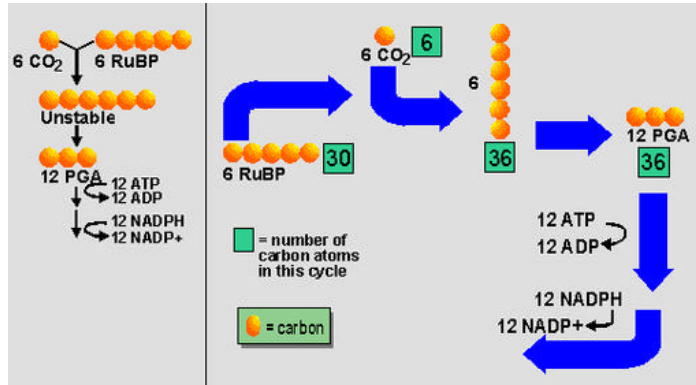 6 CO2 6 RuBP
Unstable
12 PGA
12 ATP
12 ADP
12 NADPH
12 NADP+
6
6 CO2
6
36
6 RuBP
30
12 PGA
36
= number of
carbon atoms
in this cycle
= carbon
12 ATP
12 ADP
12 NADPH
12 NADP+